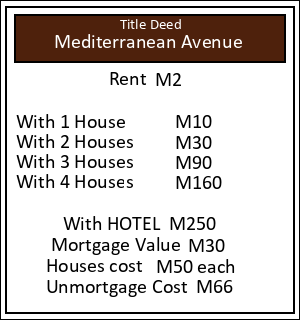 Title Deed
Mediterranean Avenue
Rent M2
With 1 House M10
With 2 Houses M30
With 3 Houses M90
With 4 Houses M160
With HOTEL M250
Mortgage Value M30
Houses cost M50 each
Unmortgage Cost M66